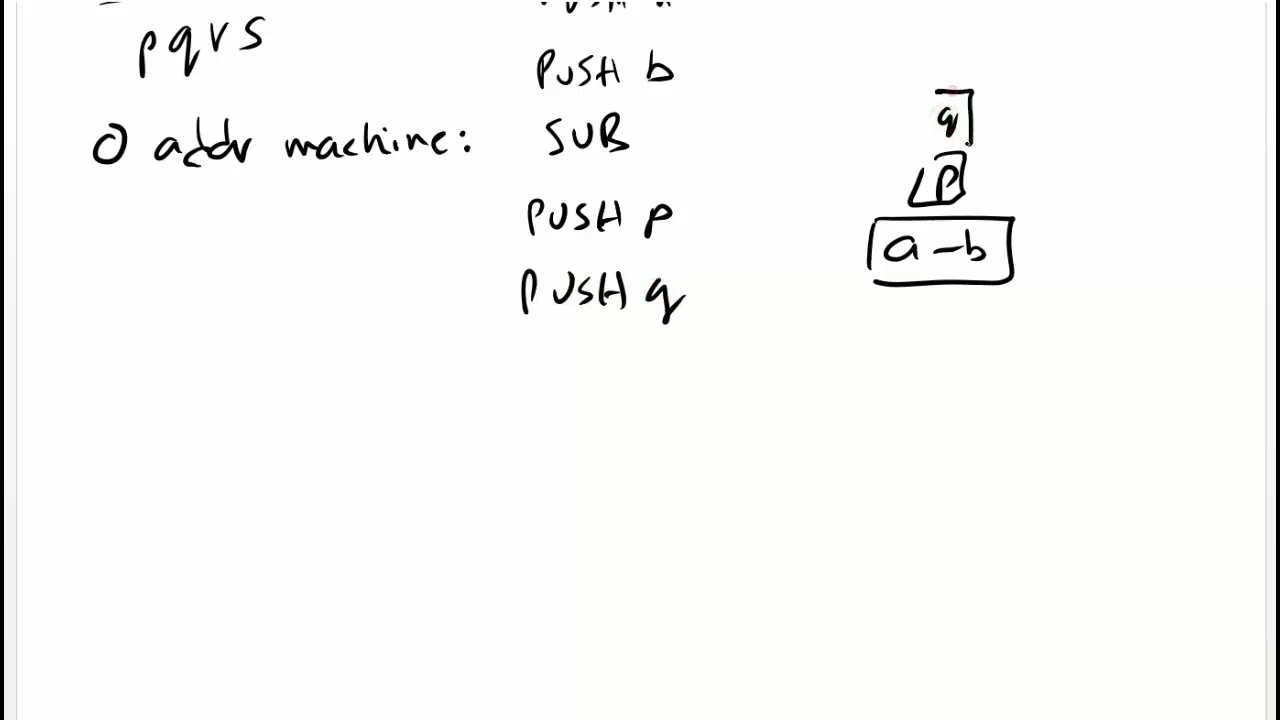 pqrs
PUSH b
0 addr machine: SUB
PUSH p
PUSH q
q
p
a-b